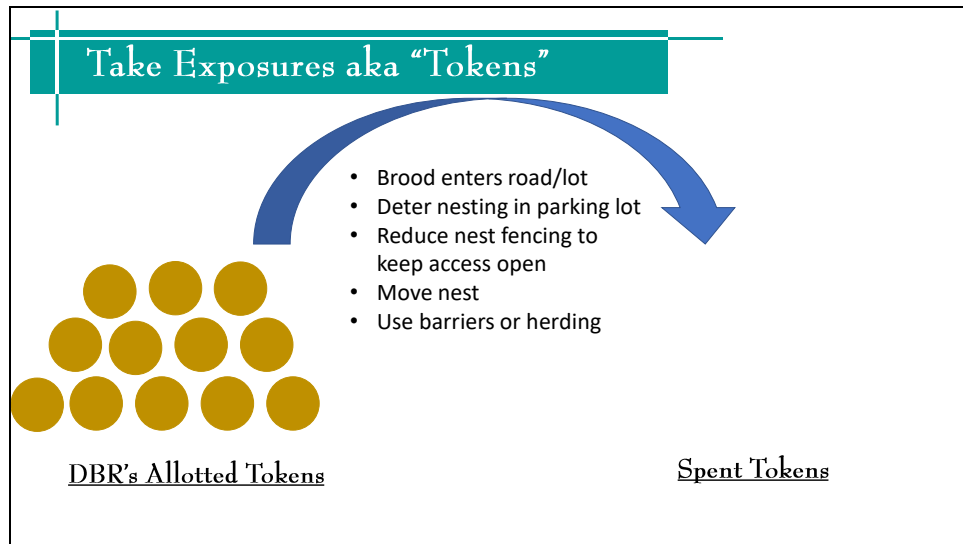 Take Exposures aka “Tokens”
• Brood enters road/lot
• Deter nesting in parking lot
• Reduce nest fencing to
keep access open
• Move nest
• Use barriers or herding
DBR’s Allotted Tokens
Spent Tokens